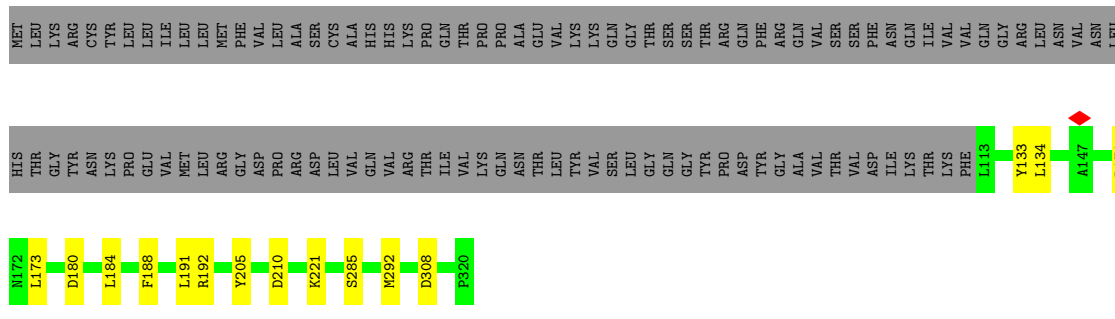 MET LEU LYS ARG CYS TYR LEU LEU ILE LEU LEU MET PHE VAL LEU ALA SER CYS ALA HIS HIS LYS PRO GLN THR PRO PRO ALA GLU VAL LYS LYS GLN GLY THR SER SER THR ARG GLN PHE ARG GLN VAL SER SER PHE ASN GLN ILE VAL VAL GLN GLY ARG LEU ASN VAL ASN LEU
HIS THR GLY TYR ASN LYS PRO GLU VAL MET LEU ARG GLY ASP PRO ARG ASP LEU VAL GLN VAL ARG THR ILE VAL LYS GLN ASN THR LEU TYR VAL SER LEU GLY GLN GLY TYR PRO ASP TYR GLY ALA VAL THR VAL ASP ILE LYS THR LYS PHE L113 Y133 L134 A147
N172 L173 D180 L184 F188 L191 R192 Y205 D210 K221 S285 M292 D308 P320